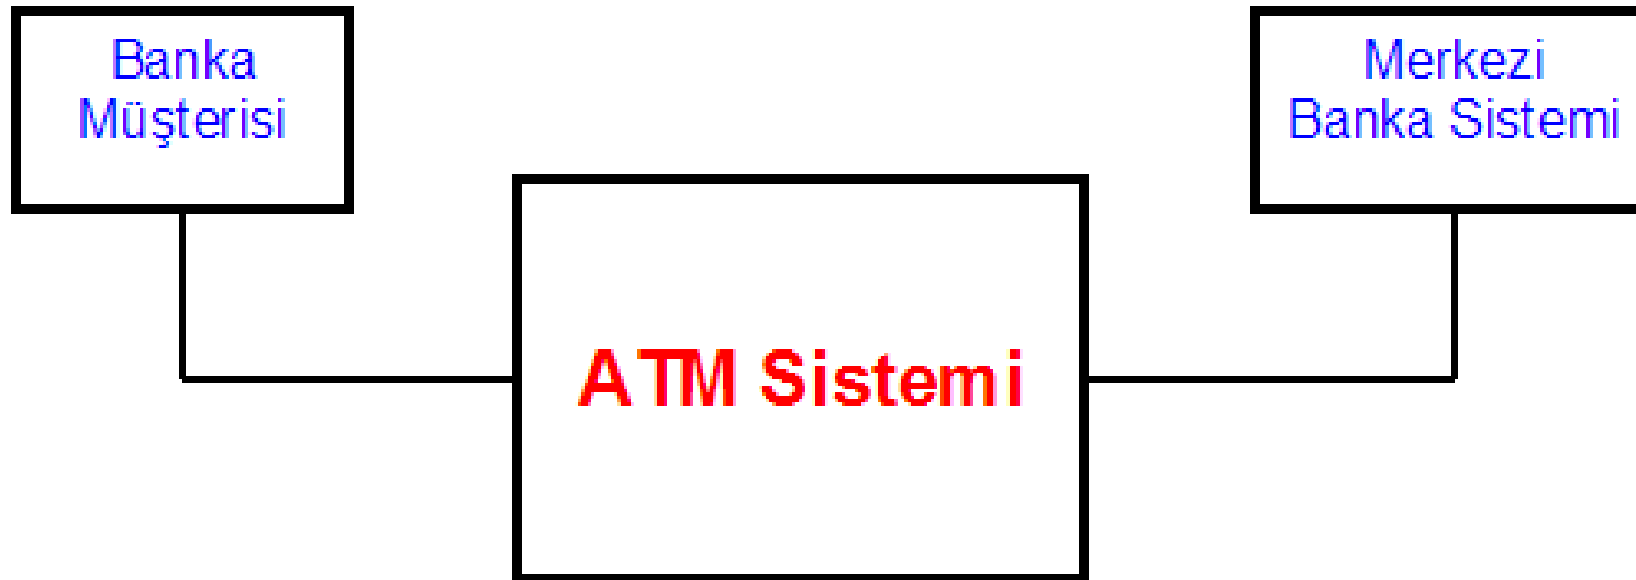 Banka
Müşterisi
Merkezi
Banka Sistemi
ATM Sistemi